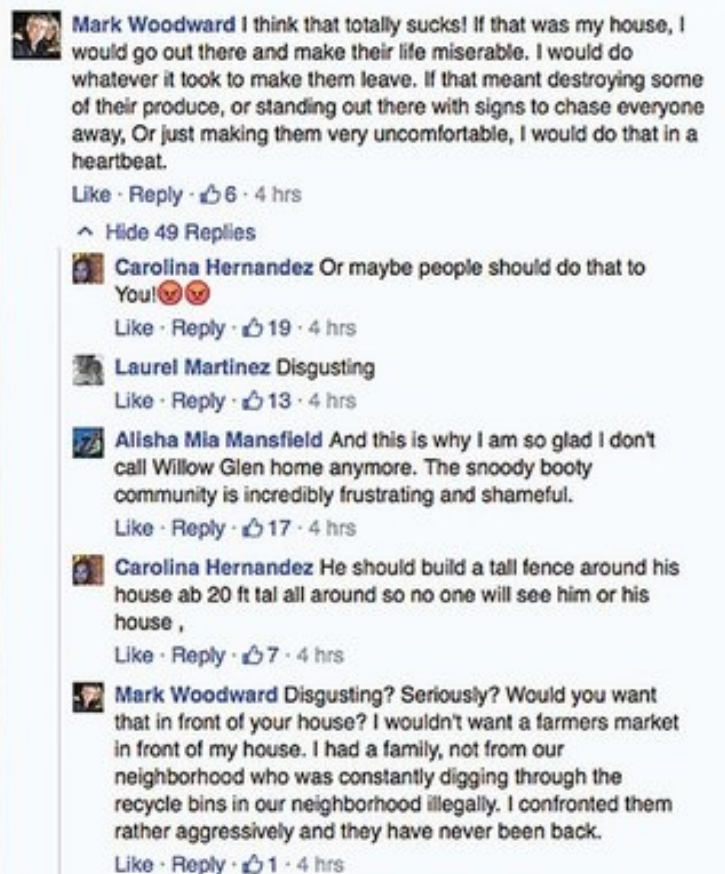 Mark Woodward I think that totally sucks! If that was my house, I
would go out there and make their life miserable. I would do
whatever it took to make them leave. If that meant destroying some
of their produce, or standing out there with signs to chase everyone
away, Or just making them very uncomfortable, I would do that in a
heartbeat.
Like · Reply · 6 · 4 hrs
Hide 49 Replies
Carolina Hernandez Or maybe people should do that to
You!😡😡
Like · Reply · 19 · 4 hrs
Laurel Martinez Disgusting
Like · Reply · 13 · 4 hrs
Alisha Mia Mansfield And this is why I am so glad I don't
call Willow Glen home anymore. The snoody booty
community is incredibly frustrating and shameful.
Like · Reply · 17 · 4 hrs
Carolina Hernandez He should build a tall fence around his
house ab 20 ft tal all around so no one will see him or his
house ,
Like · Reply · 7 · 4 hrs
Mark Woodward Disgusting? Seriously? Would you want
that in front of your house? I wouldn't want a farmers market
in front of my house. I had a family, not from our
neighborhood who was constantly digging through the
recycle bins in our neighborhood illegally. I confronted them
rather aggressively and they have never been back.
Like · Reply · 1 · 4 hrs